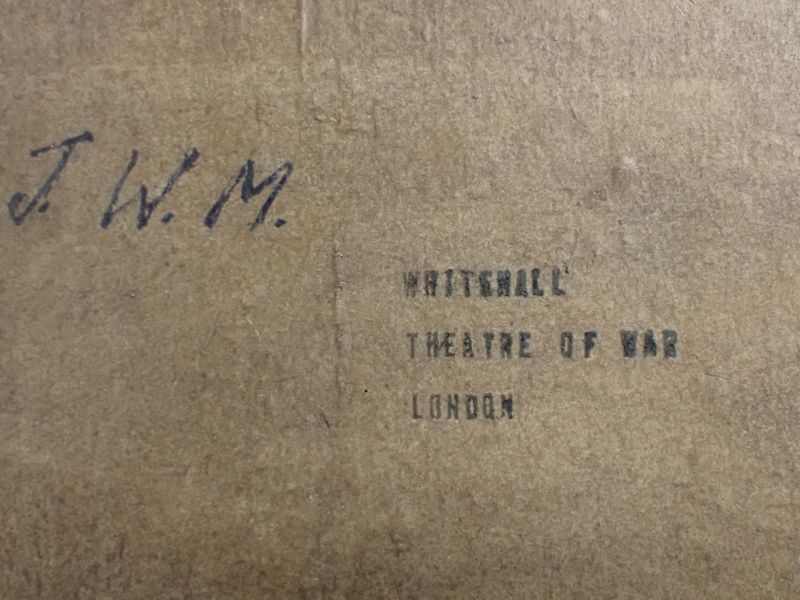 J. W. M.
WHITEHALL
THEATRE OF WAR
LONDON